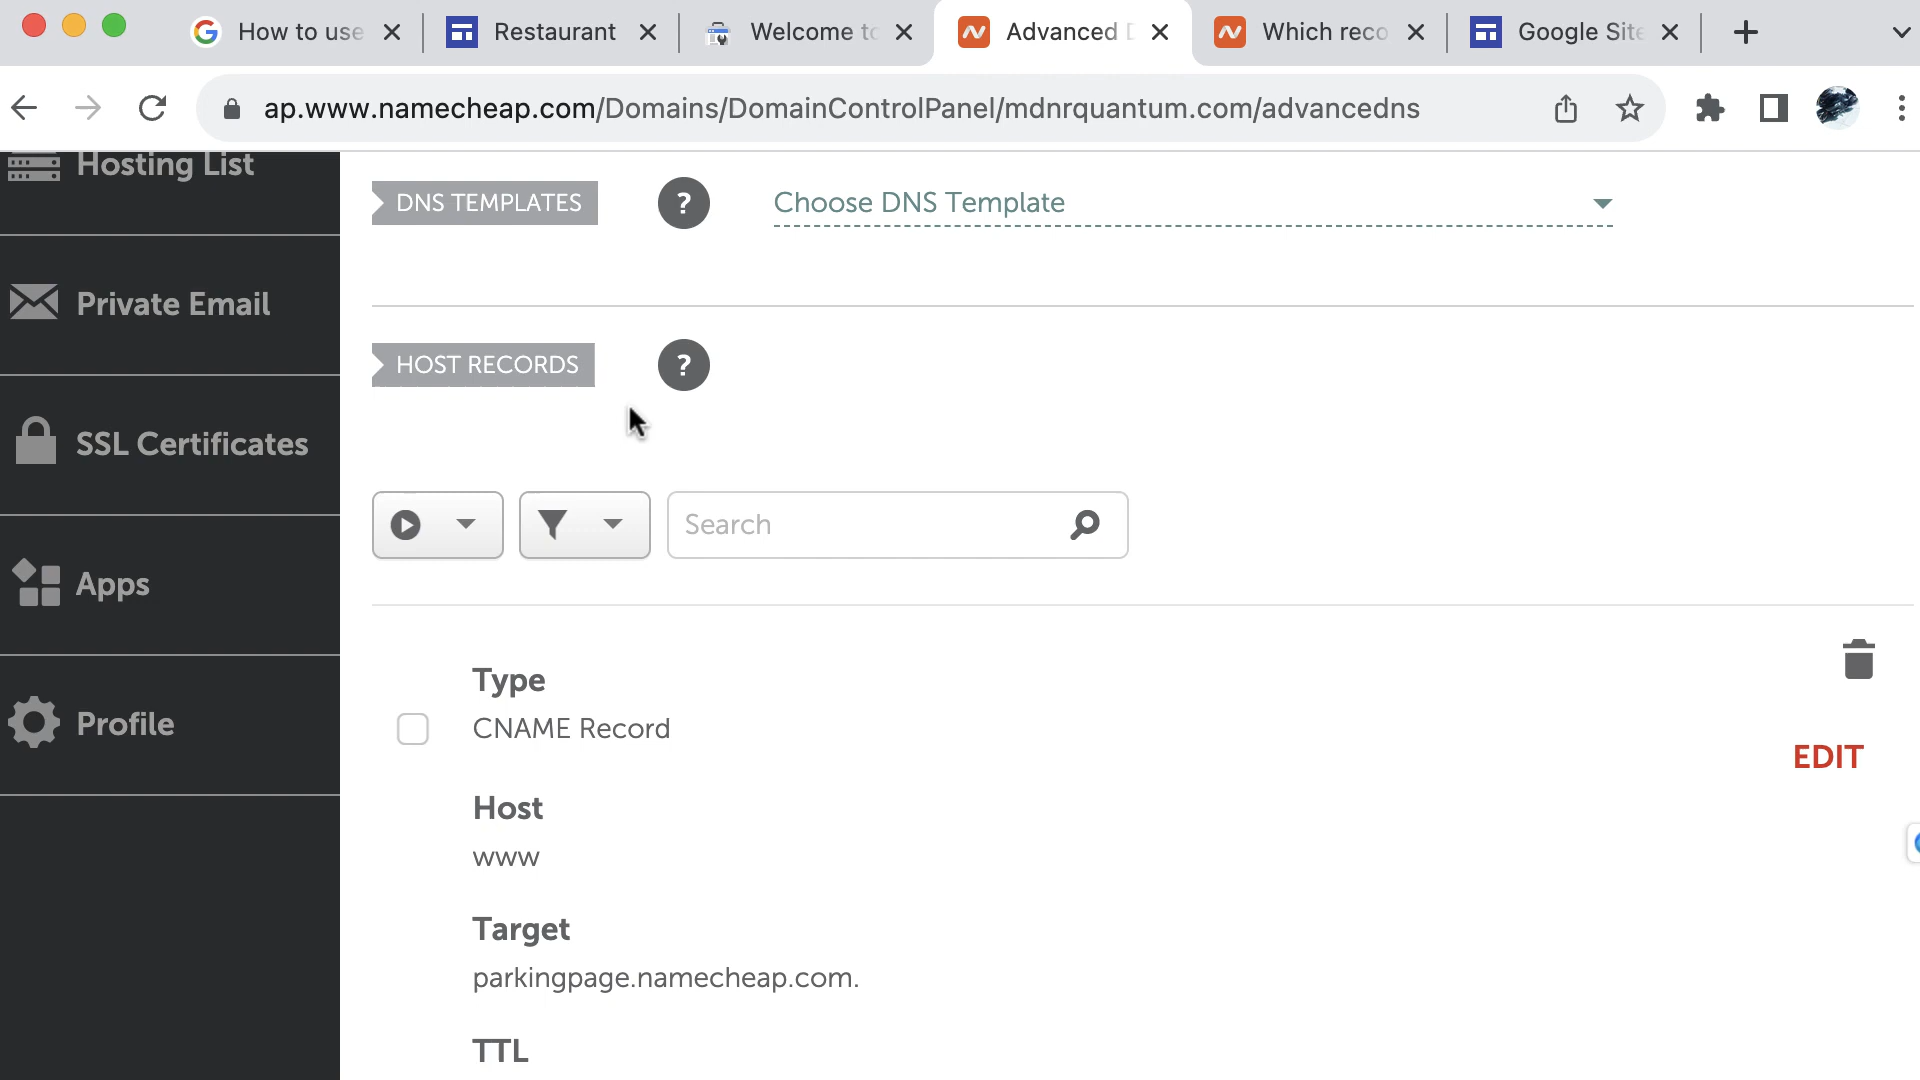 How to use
Restaurant
Welcome to
Advanced D
Which reco
Google Site
ap.www.namecheap.com/Domains/DomainControlPanel/mdnrquantum.com/advancedns
Hosting List
Private Email
SSL Certificates
Apps
Profile
DNS TEMPLATES
?
Choose DNS Template
HOST RECORDS
?
Search
Type
CNAME Record
EDIT
Host
www
Target
parkingpage.namecheap.com.
TTL